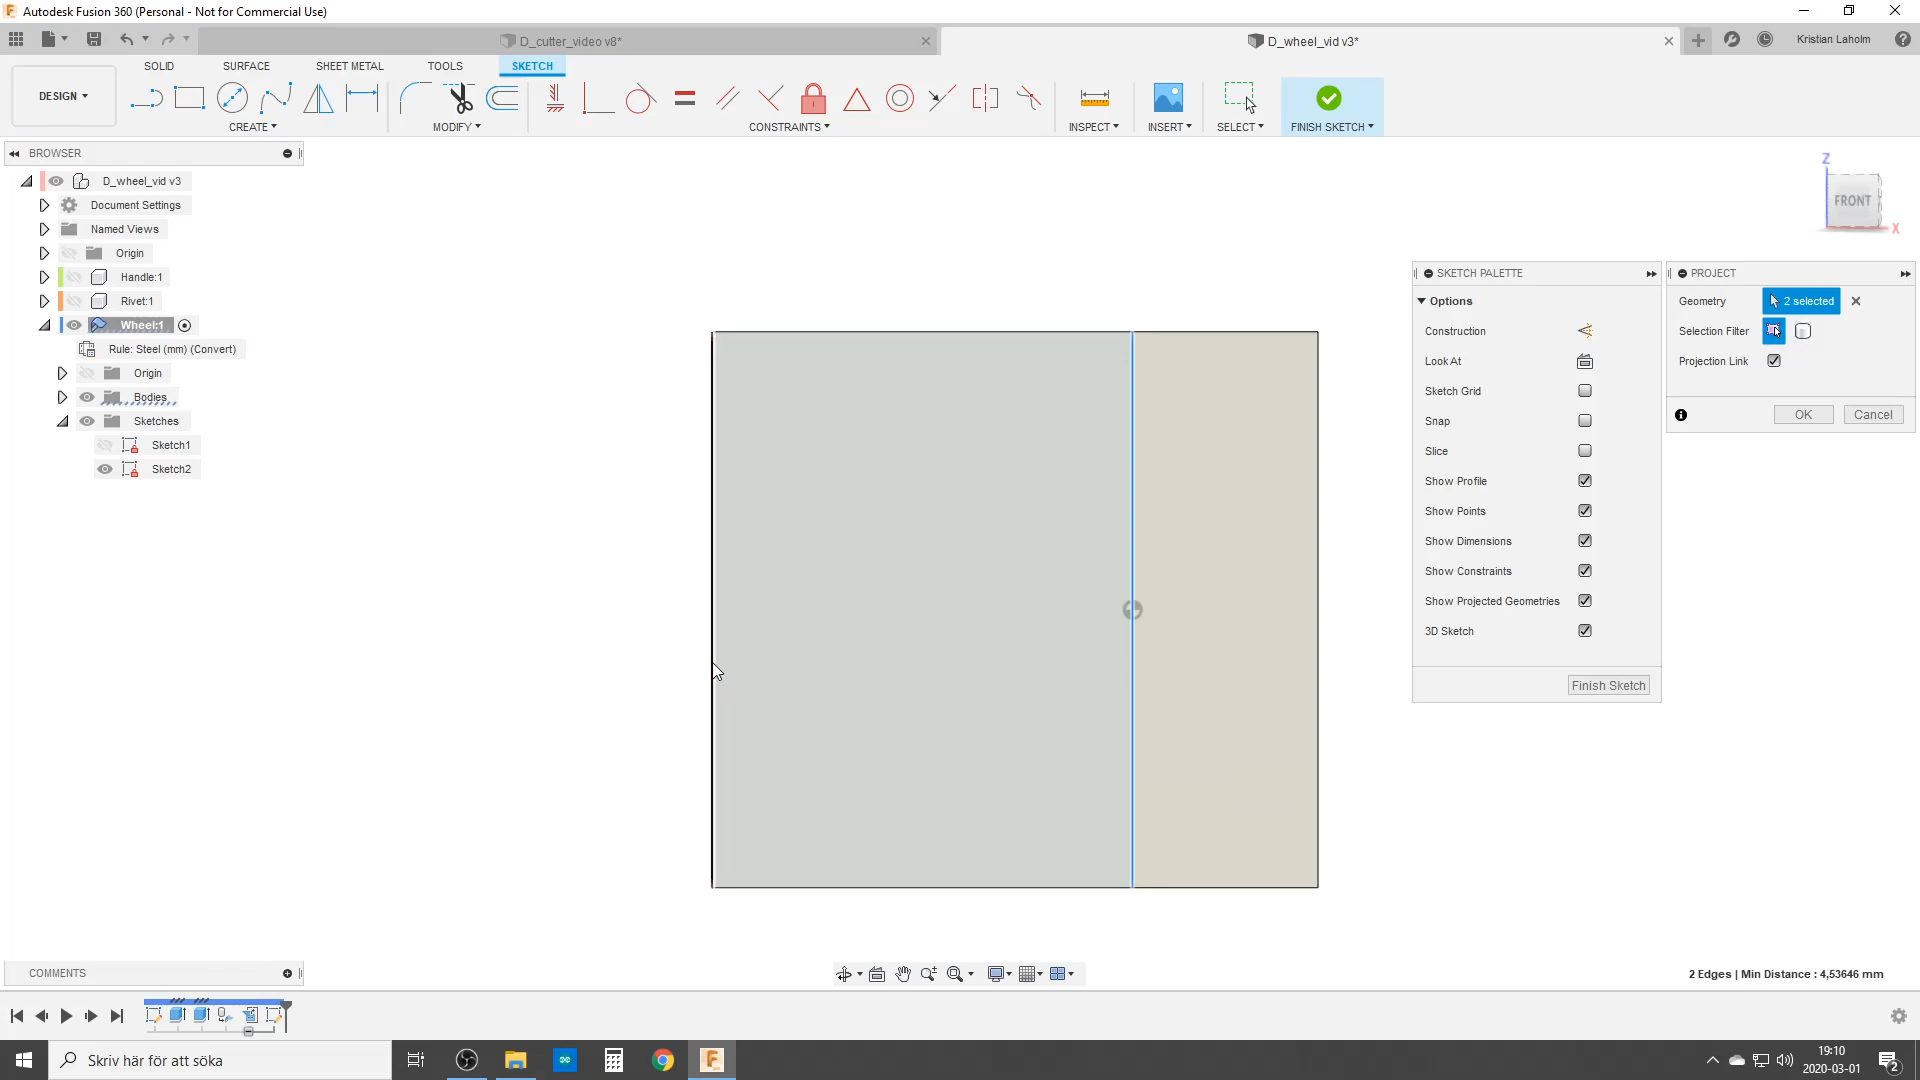 Autodesk Fusion 360 (Personal - Not for Commercial Use)
D_cutter_video v8*
D_wheel_vid v3*
Kristian Laholm
SOLID
SURFACE
SHEET METAL
TOOLS
SKETCH
DESIGN
CREATE
MODIFY
CONSTRAINTS
INSPECT
INSERT
SELECT
FINISH SKETCH
BROWSER
D_wheel_vid v3
Document Settings
Named Views
Origin
Handle:1
Rivet:1
Wheel:1
Rule: Steel (mm) (Convert)
Origin
Bodies
Sketches
Sketch1
Sketch2
Z
FRONT
X
SKETCH PALETTE
Options
Construction
Look At
Sketch Grid
Snap
Slice
Show Profile
Show Points
Show Dimensions
Show Constraints
Show Projected Geometries
3D Sketch
Finish Sketch
PROJECT
Geometry
2 selected
Selection Filter
Projection Link
OK
Cancel
COMMENTS
2 Edges | Min Distance : 4,53646 mm
Skriv här för att söka
19:10
2020-03-01
2